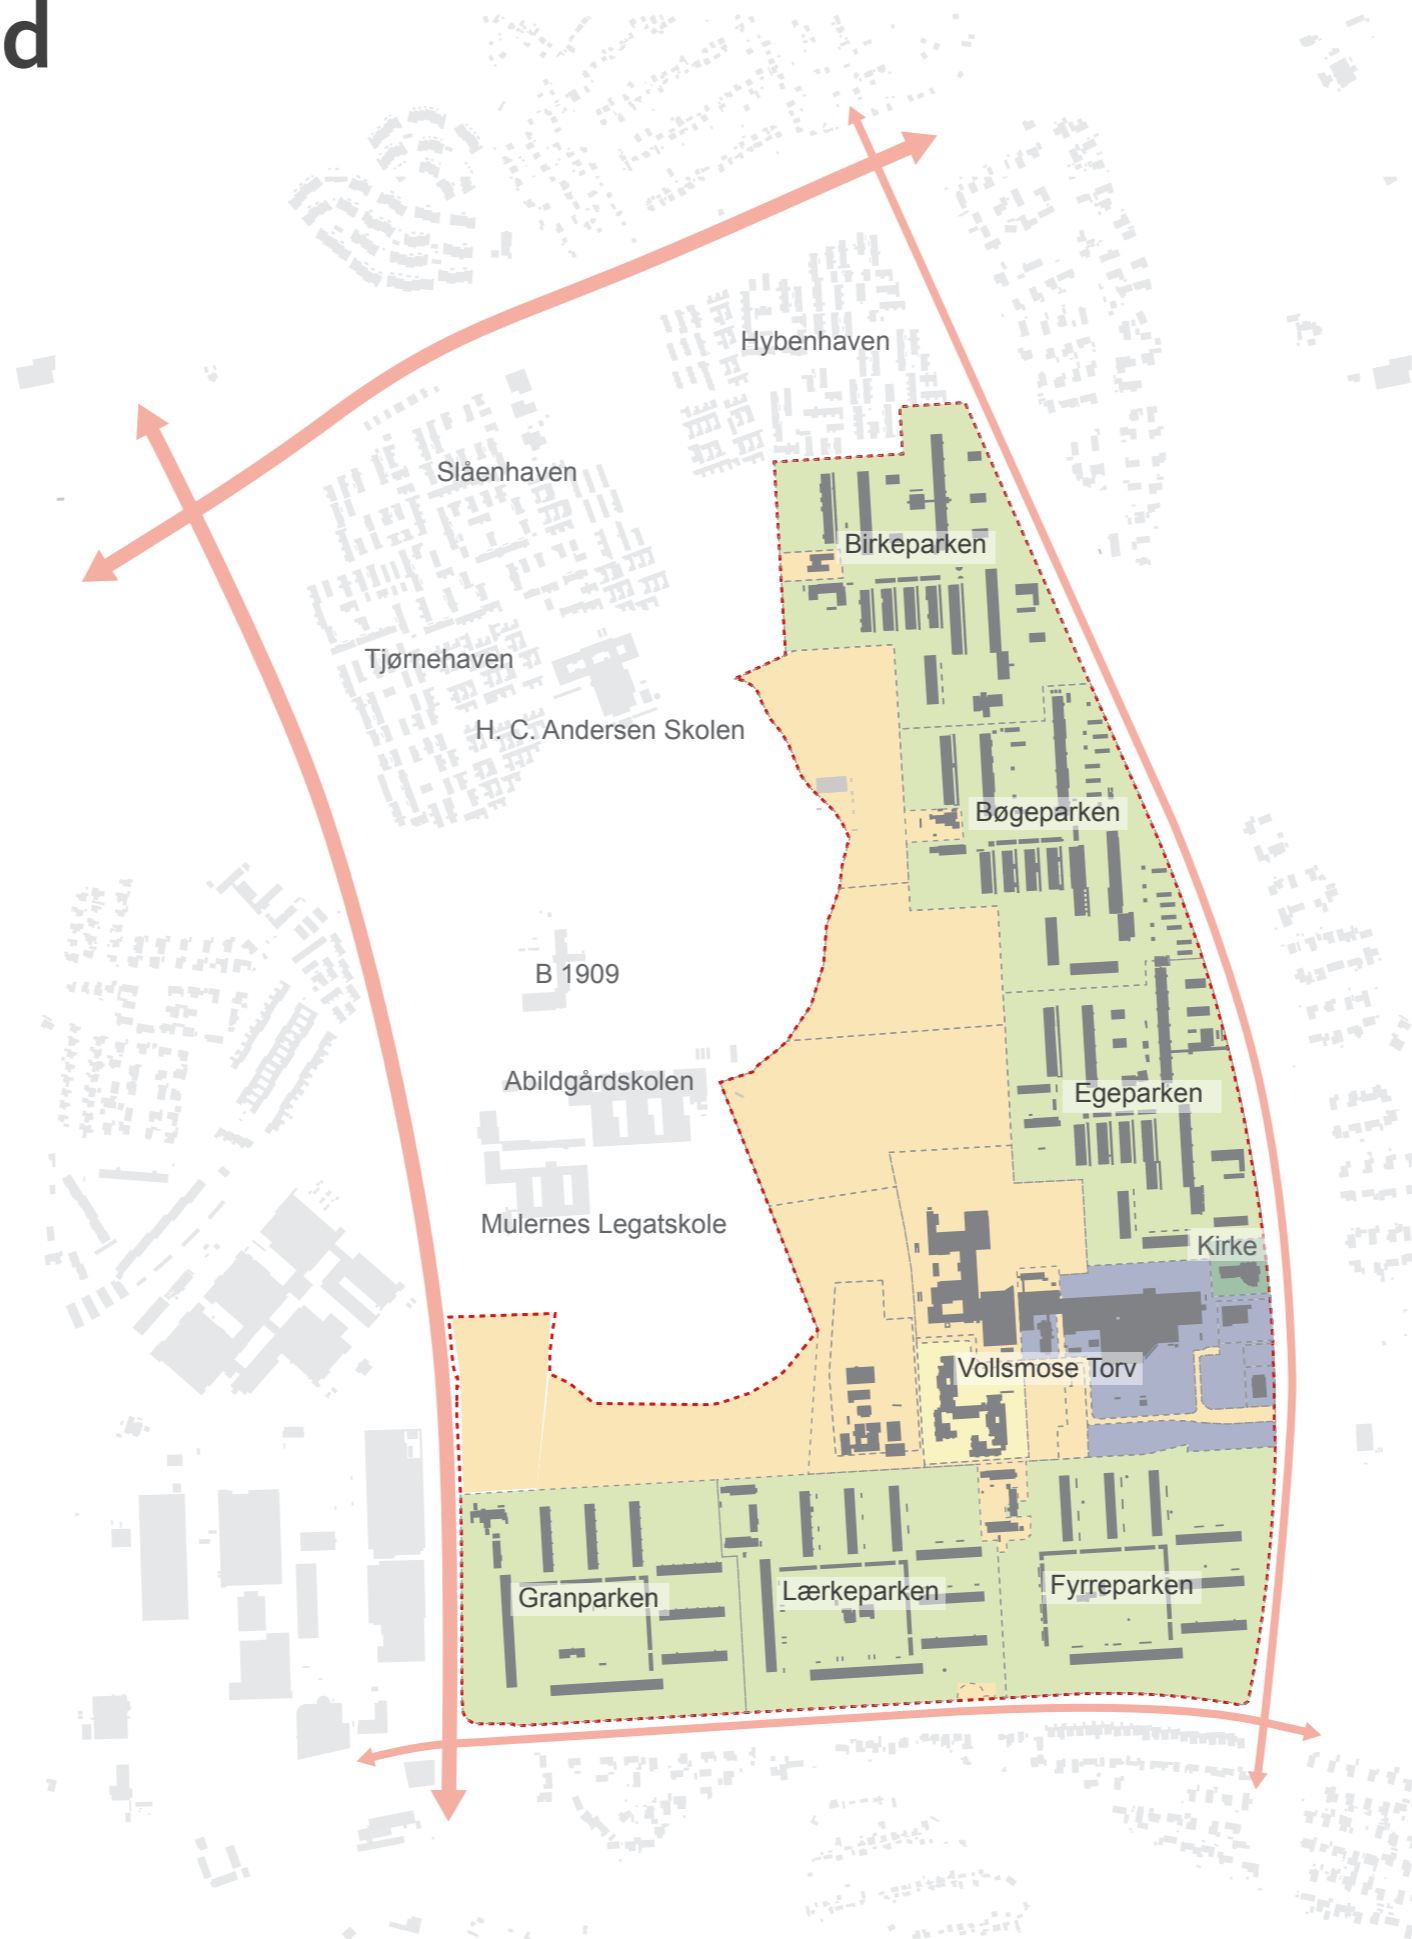 d
Hybenhaven
Slåenhaven
Birkeparken
Tjørnehaven
H. C. Andersen Skolen
Bøgeparken
B 1909
Abildgårdskolen
Egeparken
Mulernes Legatskole
Kirke
Vollsmose Torv
Granparken
Lærkeparken
Fyrreparken